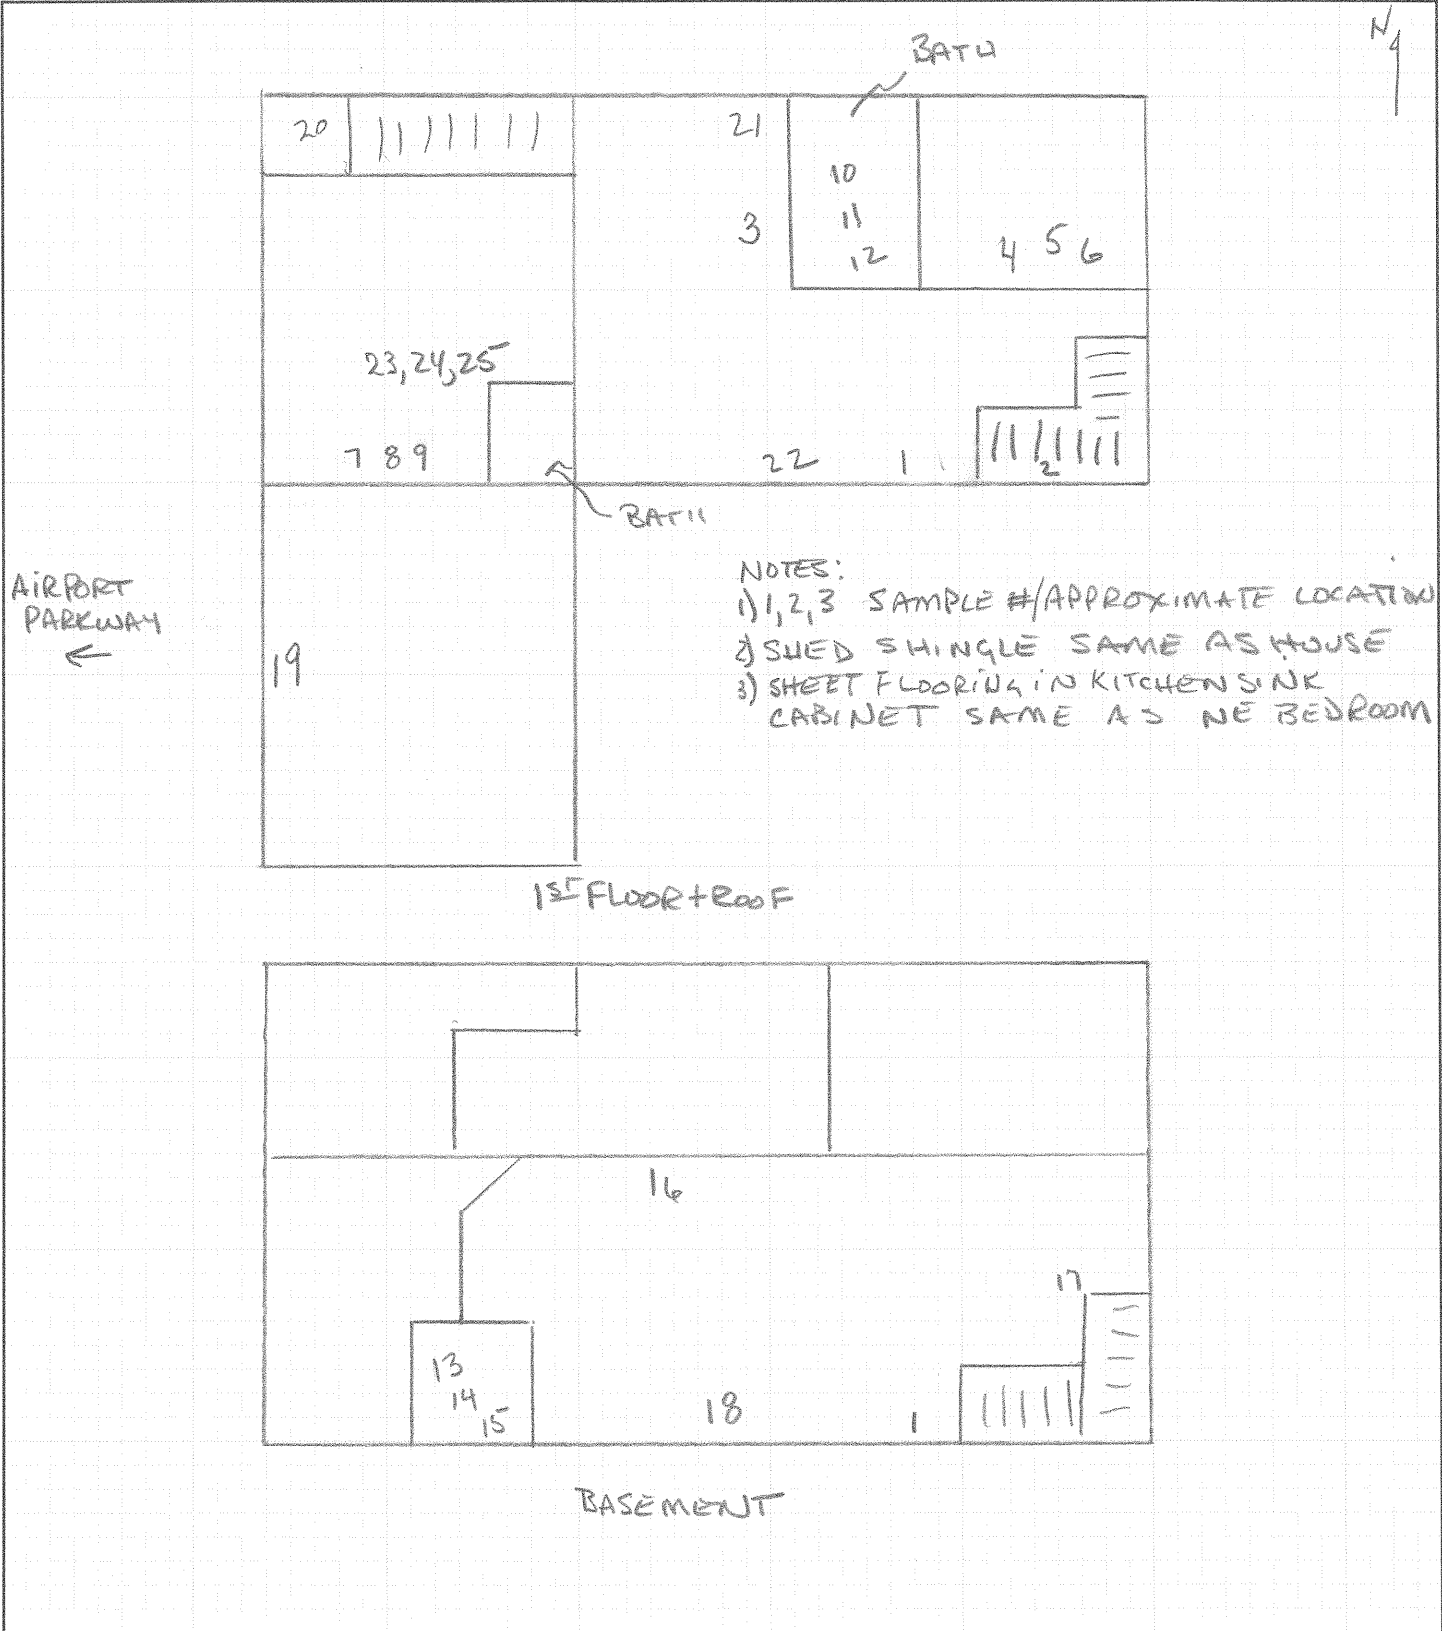 N
BATH
20
21
10
3
11
12
4 5 6
23,24,25
7 8 9
22
1
2
BATH
NOTES:
1) 1,2,3 SAMPLE #/APPROXIMATE LOCATION
2) SHED SHINGLE SAME AS HOUSE
3) SHEET FLOORING IN KITCHEN SINK
CABINET SAME AS NE BEDROOM
AIRPORT
PARKWAY
19
1ST FLOOR + ROOF
16
17
13
14
15
18
1
BASEMENT